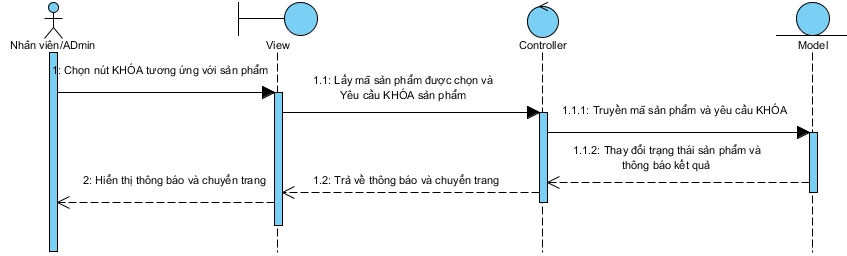 Nhân viên/ADmin
View
Controller
Model
1: Chọn nút KHÓA tương ứng với sản phẩm
1.1: Lấy mã sản phẩm được chọn và
Yêu cầu KHÓA sản phẩm
1.1.1: Truyền mã sản phẩm và yêu cầu KHÓA
1.1.2: Thay đổi trạng thái sản phẩm và
thông báo kết quả
1.2: Trả về thông báo và chuyển trang
2: Hiển thị thông báo và chuyển trang